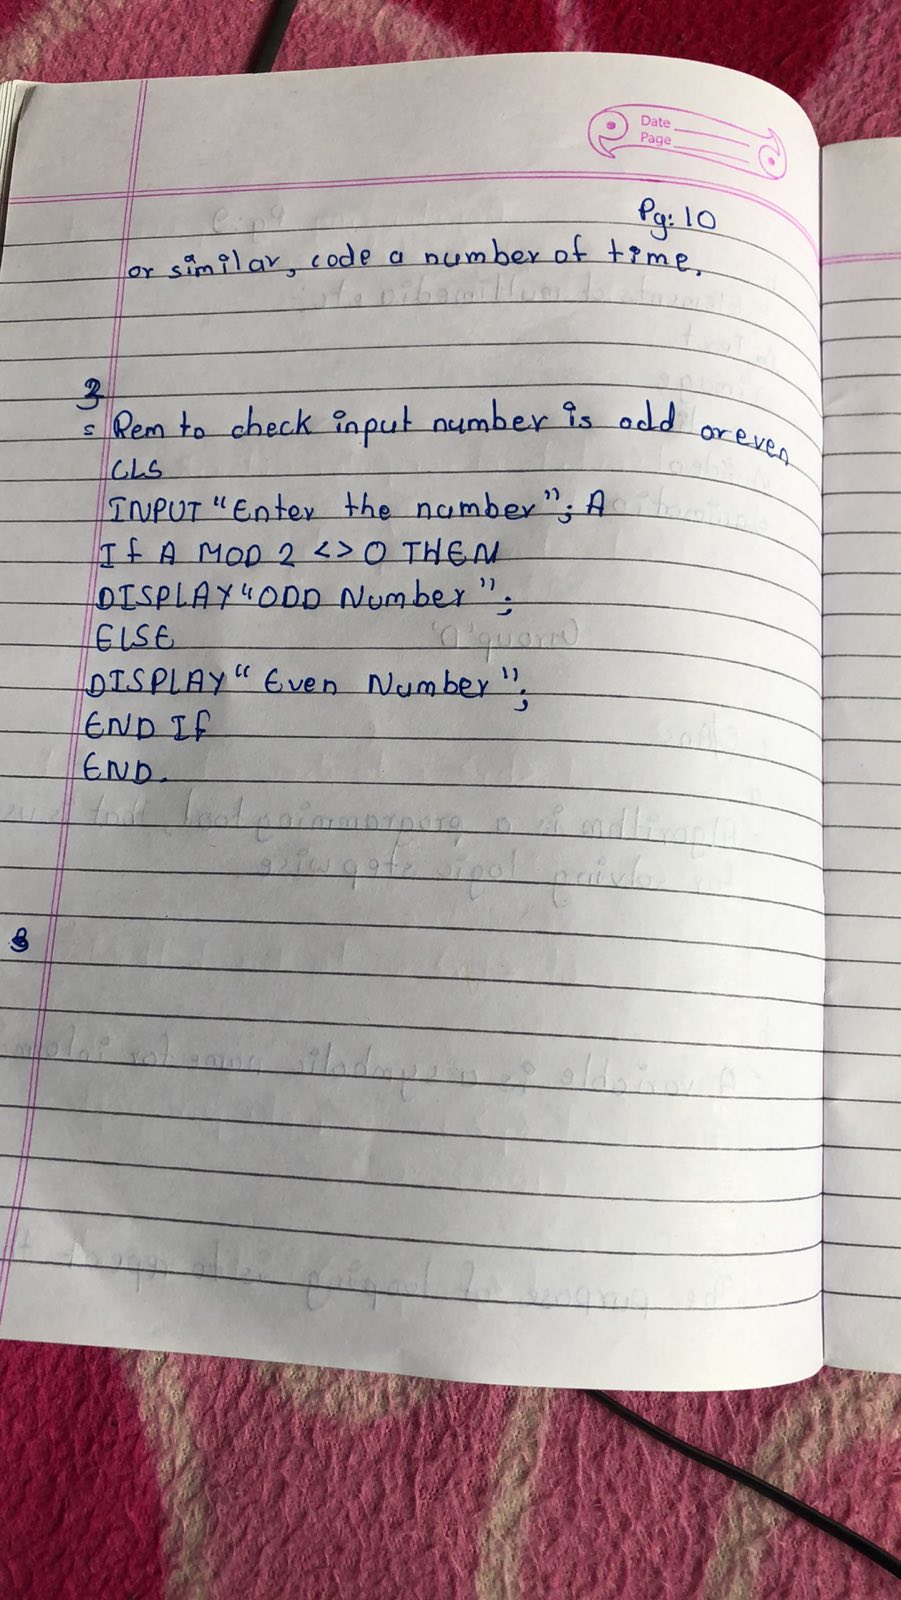 Date
Page
Pg: 10
or similar, code a number of time.
3
= Rem to check input number is odd or even
CLS
INPUT "Enter the number"; A
If A MOD 2 <> 0 THEN
DISPLAY "ODD Number";
ELSE
DISPLAY "Even Number";
END If
END.